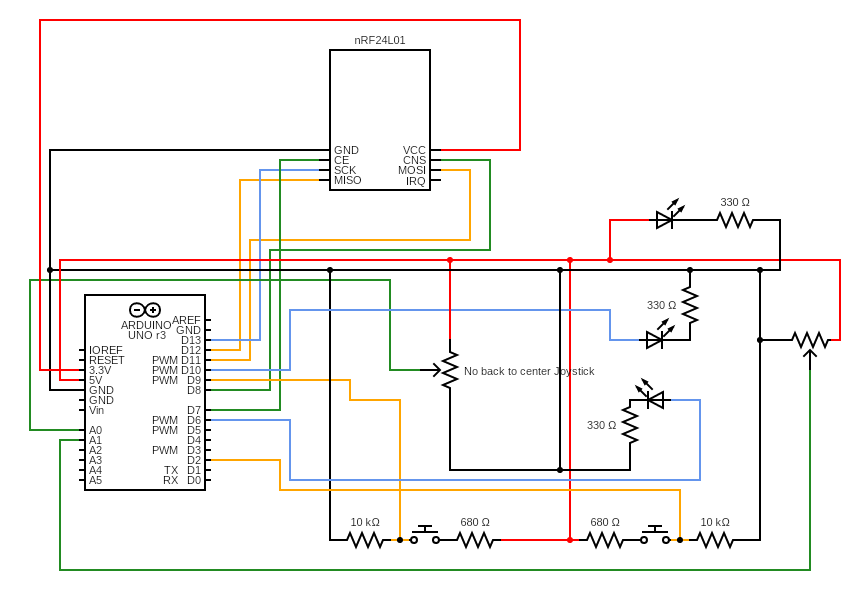 nRF24L01
GND VCC
CE CNS
SCK MOSI
MISO IRQ
330 Ω
330 Ω
ARDUINO
UNO r3
AREF
GND
D13
IOREF D12
RESET PWM D11
3.3V PWM D10
5V PWM D9
GND D8
GND
Vin D7
PWM D6
A0 PWM D5
A1 D4
A2 PWM D3
A3 D2
A4 TX D1
A5 RX D0
No back to center Joystick
330 Ω
10 kΩ 680 Ω 680 Ω 10 kΩ